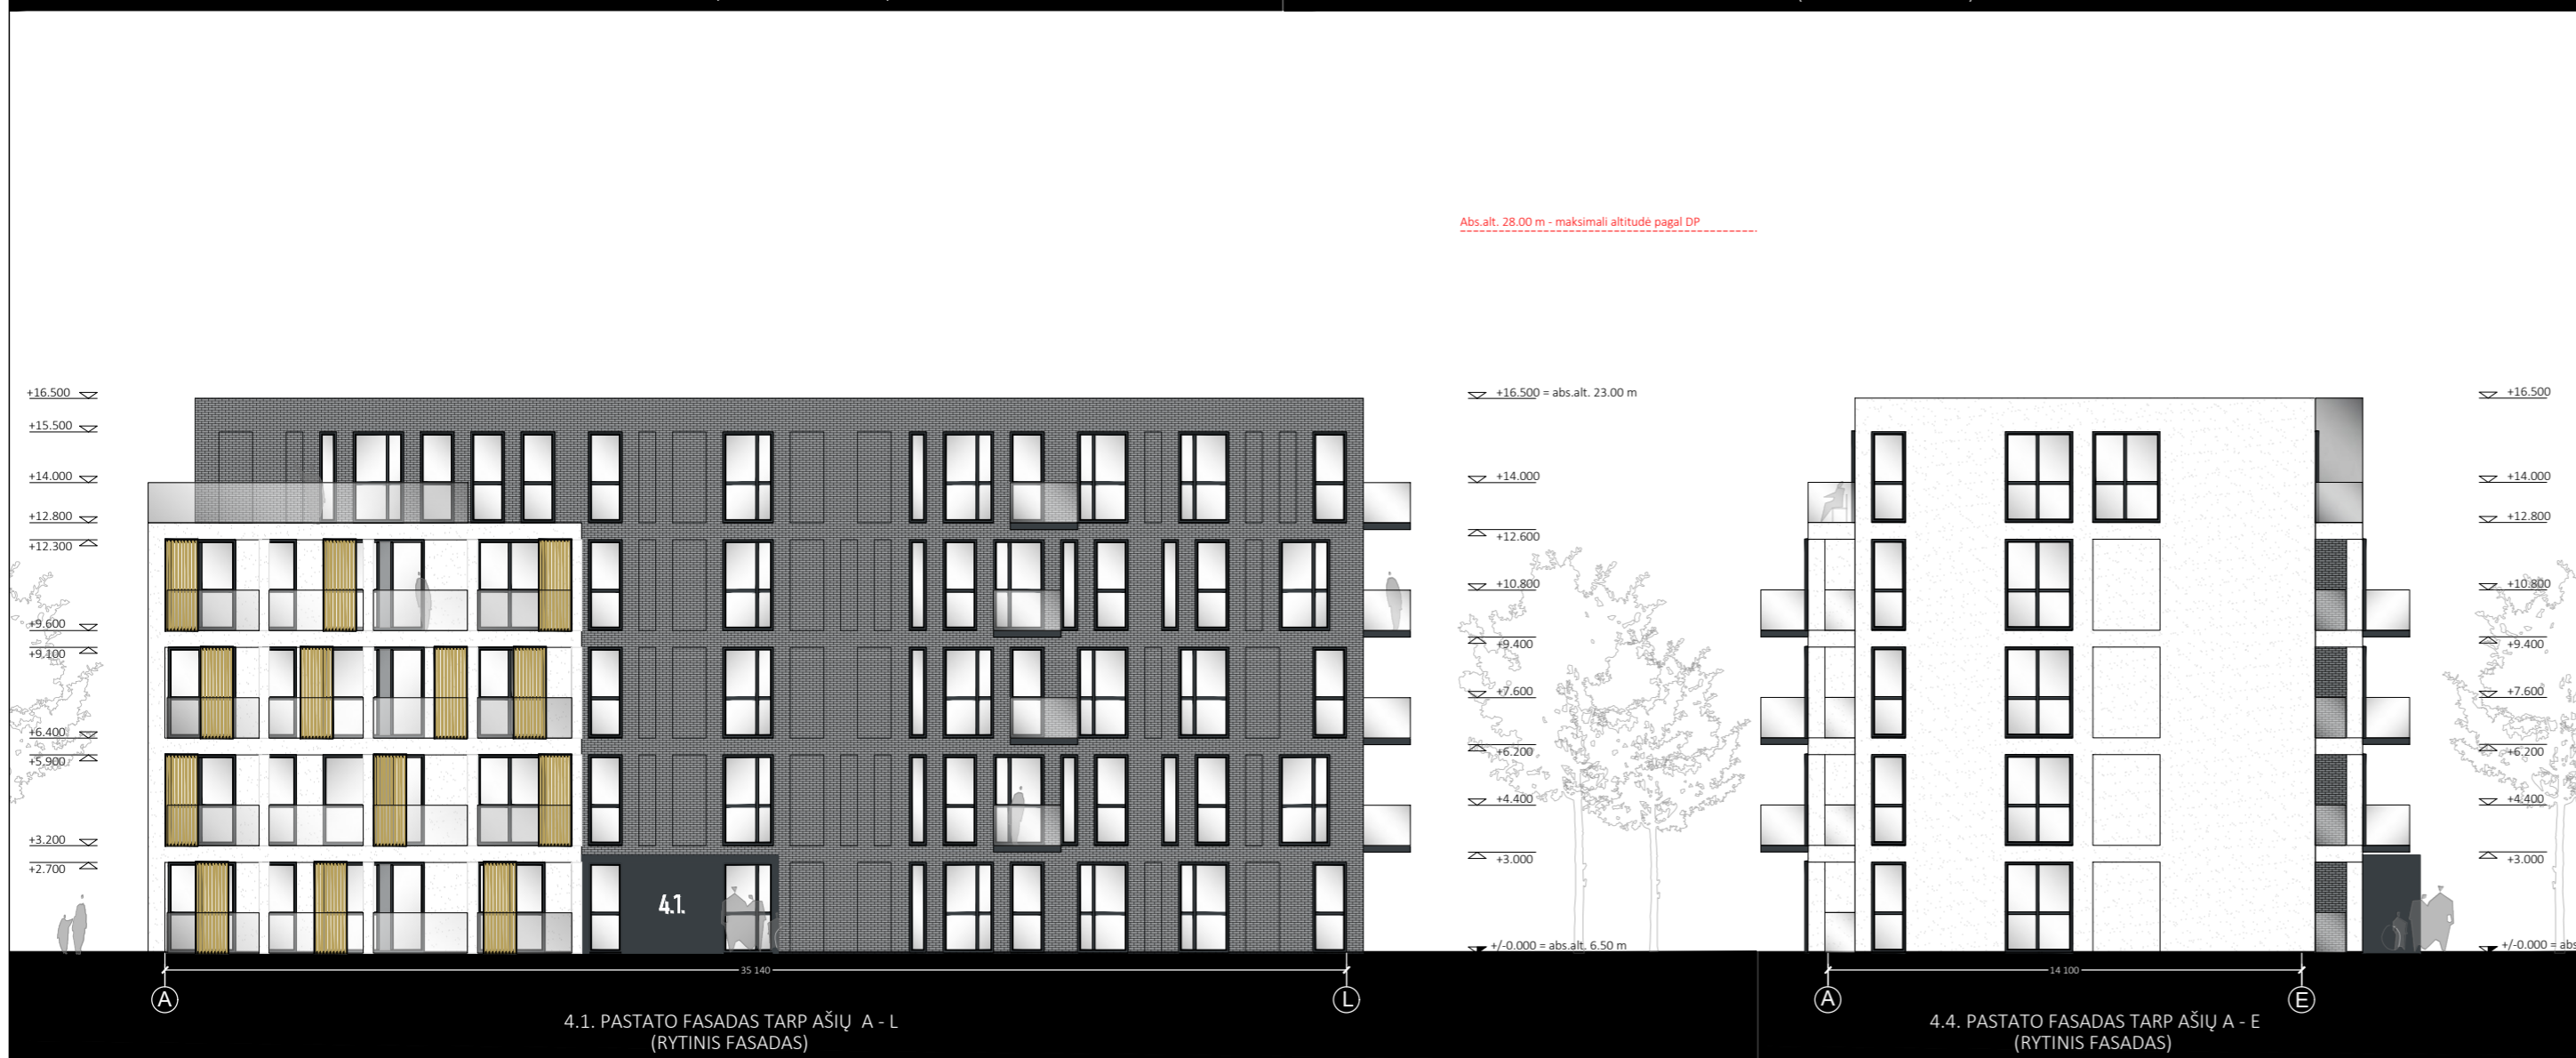 Abs.alt. 28.00 m - maksimali altitudė pagal DP
+16.500
+15.500
+14.000
+12.800
+12.300
+9.600
+9.100
+6.400
+5.900
+3.200
+2.700
4.1.
+16.500 = abs.alt. 23.00 m
+14.000
+12.600
+10.800
+9.400
+7.600
+6.200
+4.400
+3.000
+/-0.000 = abs.alt. 6.50 m
+16.500
+14.000
+12.800
+10.800
+9.400
+7.600
+6.200
+4.400
+3.000
+/-0.000 = abs
35 140
A
L
4.1. PASTATO FASADAS TARP AŠIŲ A - L
(RYTINIS FASADAS)
14 100
A
E
4.4. PASTATO FASADAS TARP AŠIŲ A - E
(RYTINIS FASADAS)